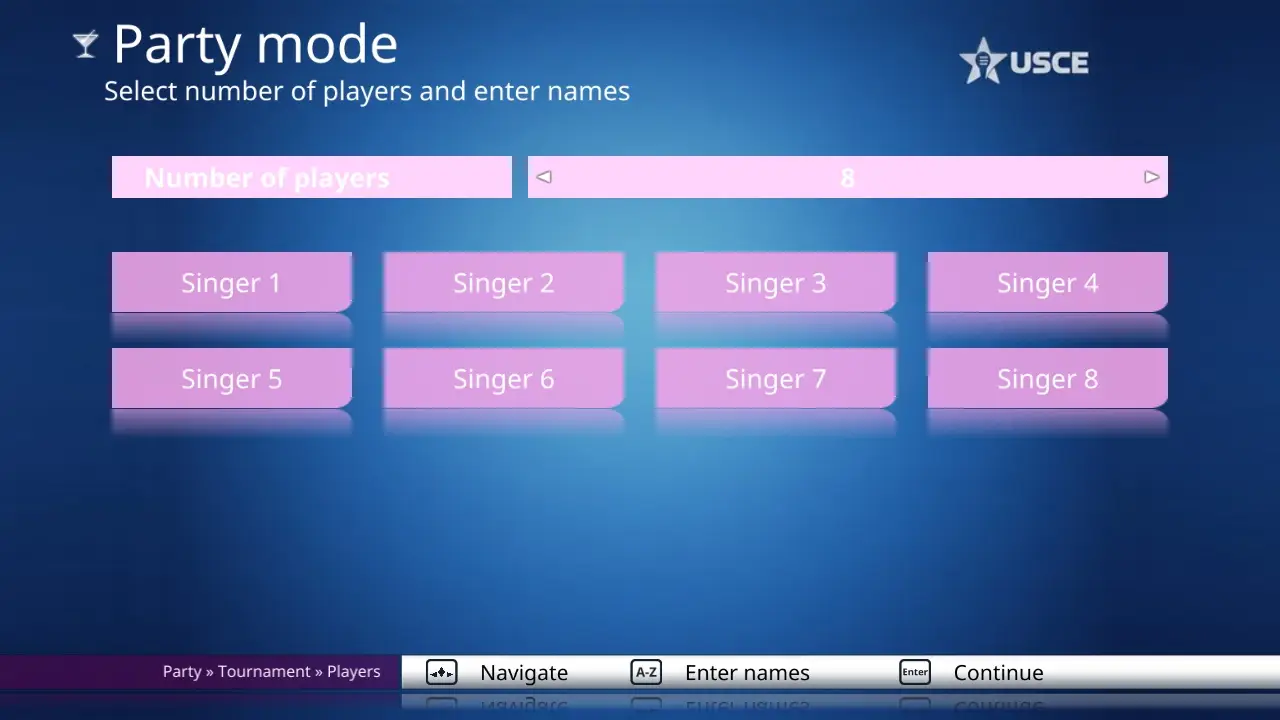 Party mode
USCE
Select number of players and enter names
Number of players
8
Singer 1
Singer 2
Singer 3
Singer 4
Singer 5
Singer 6
Singer 7
Singer 8
Party » Tournament » Players
Navigate
A-Z
Enter names
Enter
Continue